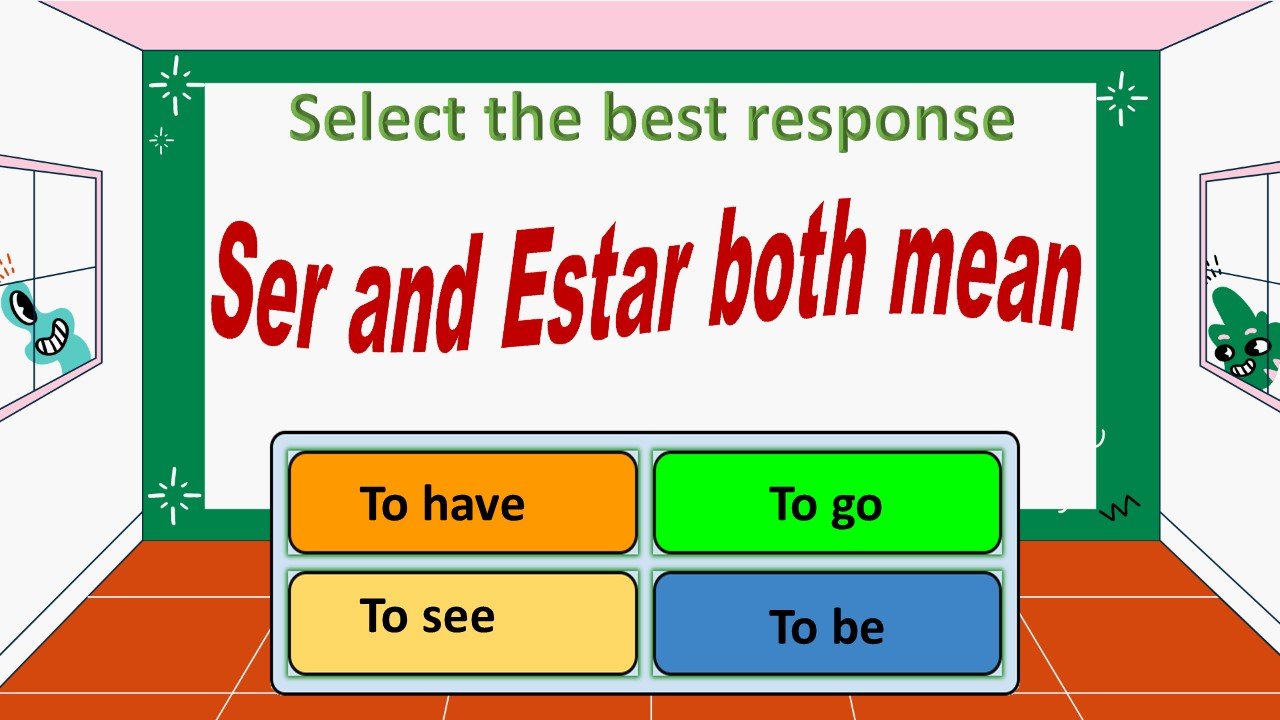 Select the best response
Ser and Estar both mean
To have
To go
To see
To be